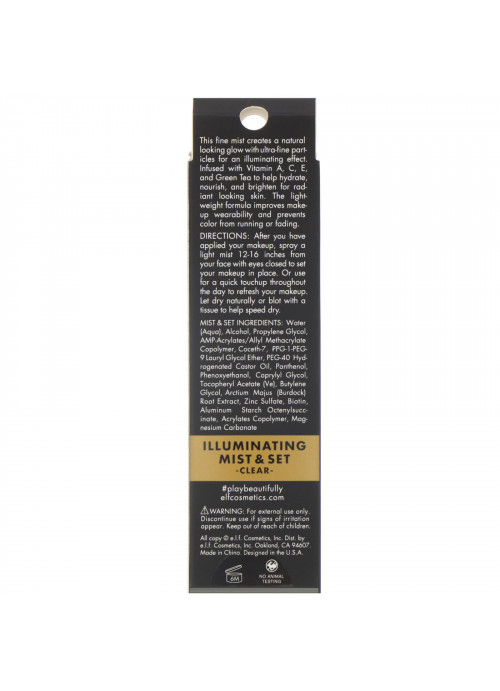 This fine mist creates a natural
looking glow with ultra-fine part-
icles for an illuminating effect.
Infused with Vitamin A, C, E,
and Green Tea to help hydrate,
nourish, and brighten for rad-
iant looking skin. The light-
weight formula improves make-
up wearability and prevents
color from running or fading.
DIRECTIONS: After you have
applied your makeup, spray a
light mist 12-16 inches from
your face with eyes closed to set
your makeup in place. Or use
for a quick touchup throughout
the day to refresh your makeup.
Let dry naturally or blot with a
tissue to help speed dry.
MIST & SET INGREDIENTS: Water
(Aqua), Alcohol, Propylene Glycol,
AMP-Acrylates/Allyl Methacrylate
Copolymer, Coceth-7, PPG-1-PEG-
9 Lauryl Glycol Ether, PEG-40 Hyd-
rogenated Castor Oil, Panthenol,
Phenoxyethanol, Caprylyl Glycol,
Tocopheryl Acetate (Ve), Butylene
Glycol, Arctium Majus (Burdock)
Root Extract, Zinc Sulfate, Biotin,
Aluminum Starch Octenylsucc-
inate, Acrylates Copolymer, Mag-
nesium Carbonate
ILLUMINATING
MIST & SET
-CLEAR-
#playbeautifully
elfcosmetics.com
WARNING: For external use only.
Discontinue use if signs of irritation
appear. Keep out of reach of children.
All copy © e.l.f. Cosmetics, Inc. Dist. by
e.l.f. Cosmetics, Inc. Oakland, CA 94607.
Made in China. Designed in the U.S.A.
6M
NO ANIMAL
TESTING